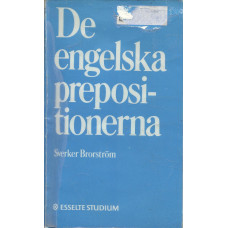 De
engelska
preposi-
tionerna
Sverker Brorström
ESSELTE STUDIUM